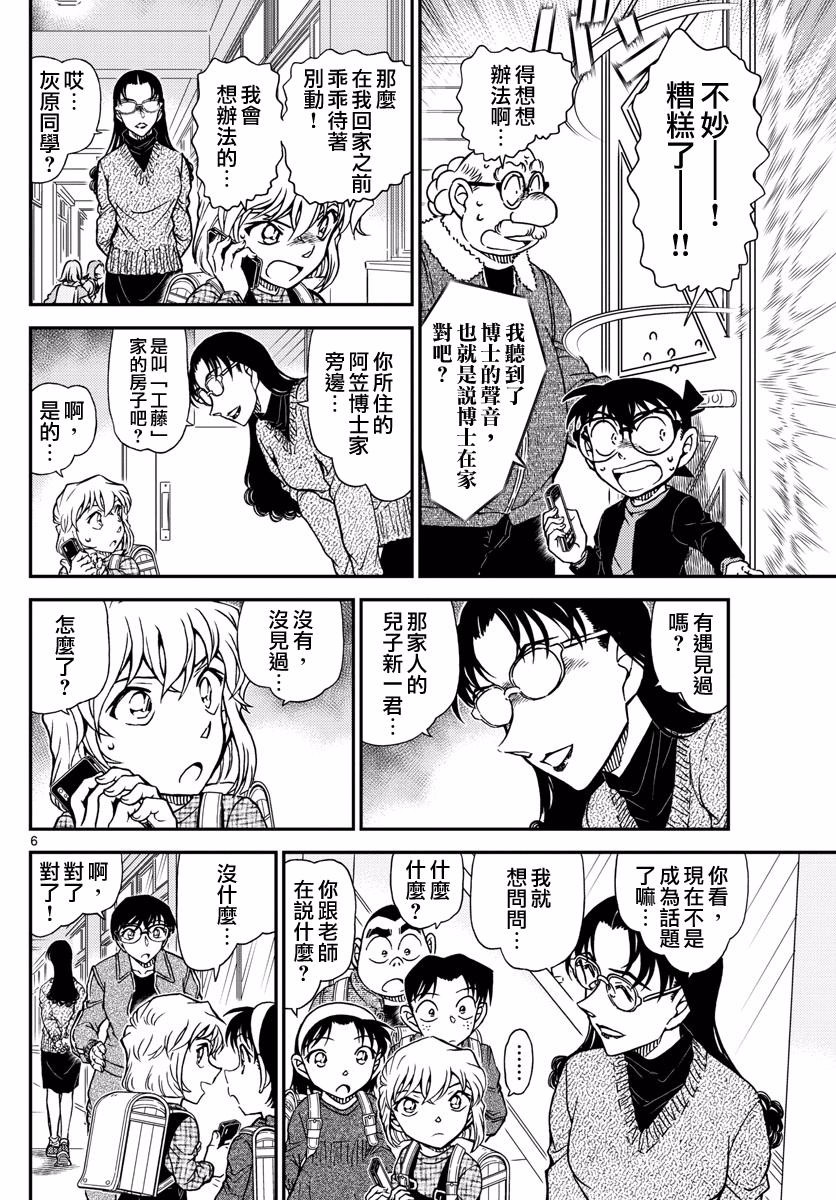 不妙——！
糟糕了——！！
得想想
辦法啊…
我聽到了
博士的聲音，
也就是説博士在家
對吧？
那麼
在我回家之前
乖乖待著
別動！
我會
想辦法的…
哎…
灰原同學？
你所住的
阿笠博士家
旁邊…
是叫「工藤」
家的房子吧？
啊，
是的…
有遇見過
嗎？
那家人的
兒子新一君…
沒有，
沒見過…
怎麼了？
6
你看，
現在不是
成為話題
了嘛…
我就
想問問…
……
什麼
什麼？
你跟老師
在説什麼？
沒什麼…
啊，
對了
對了！